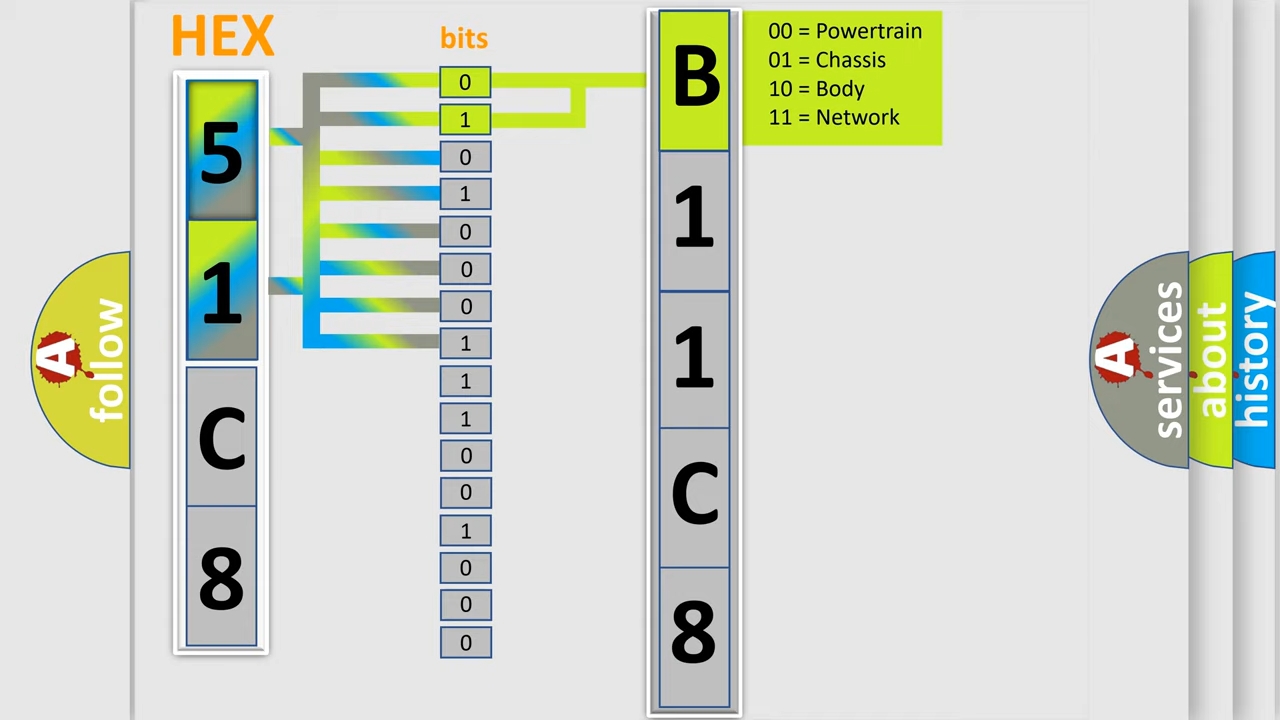 HEX
bits
5
1
C
8
0
1
0
1
0
0
0
1
1
1
0
0
1
0
0
0
B
1
1
C
8
00 = Powertrain
01 = Chassis
10 = Body
11 = Network
A
follow
A
services
about
history